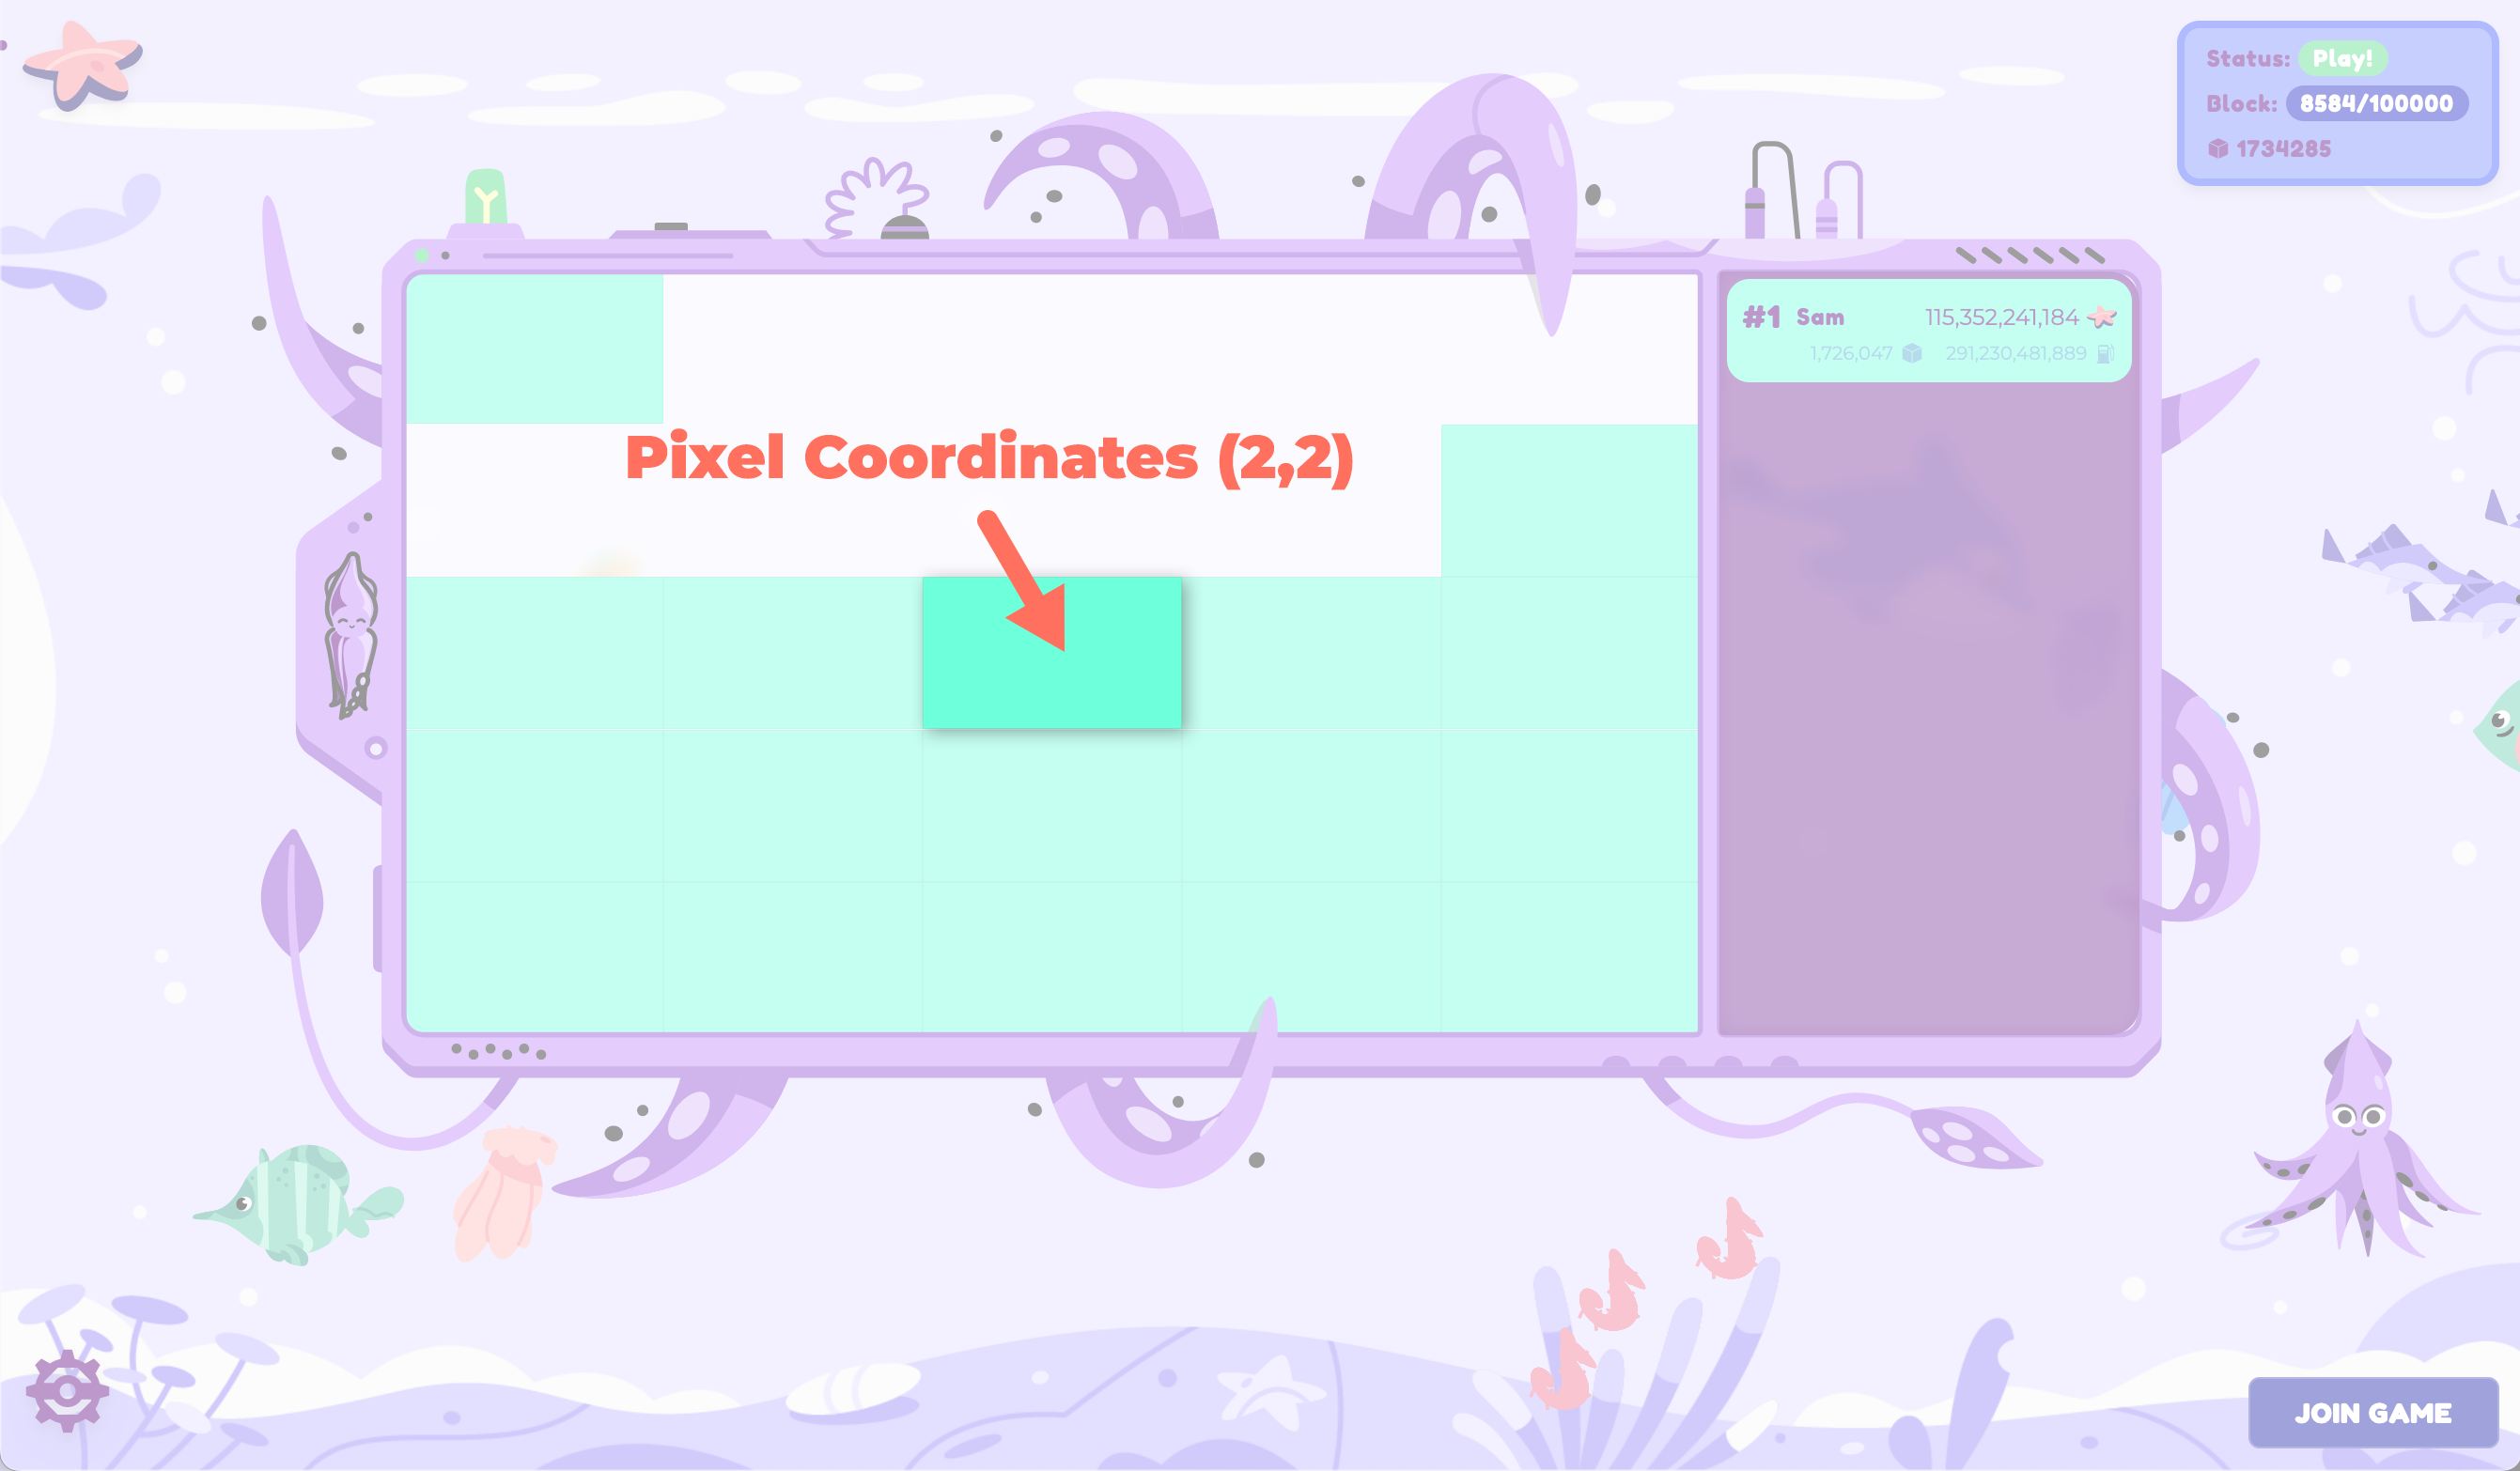 Status: Play!
Block: 8584/100000
1734285
#1 Sam 115,352,241,184
1,726,047 291,230,481,889
Pixel Coordinates (2,2)
JOIN GAME